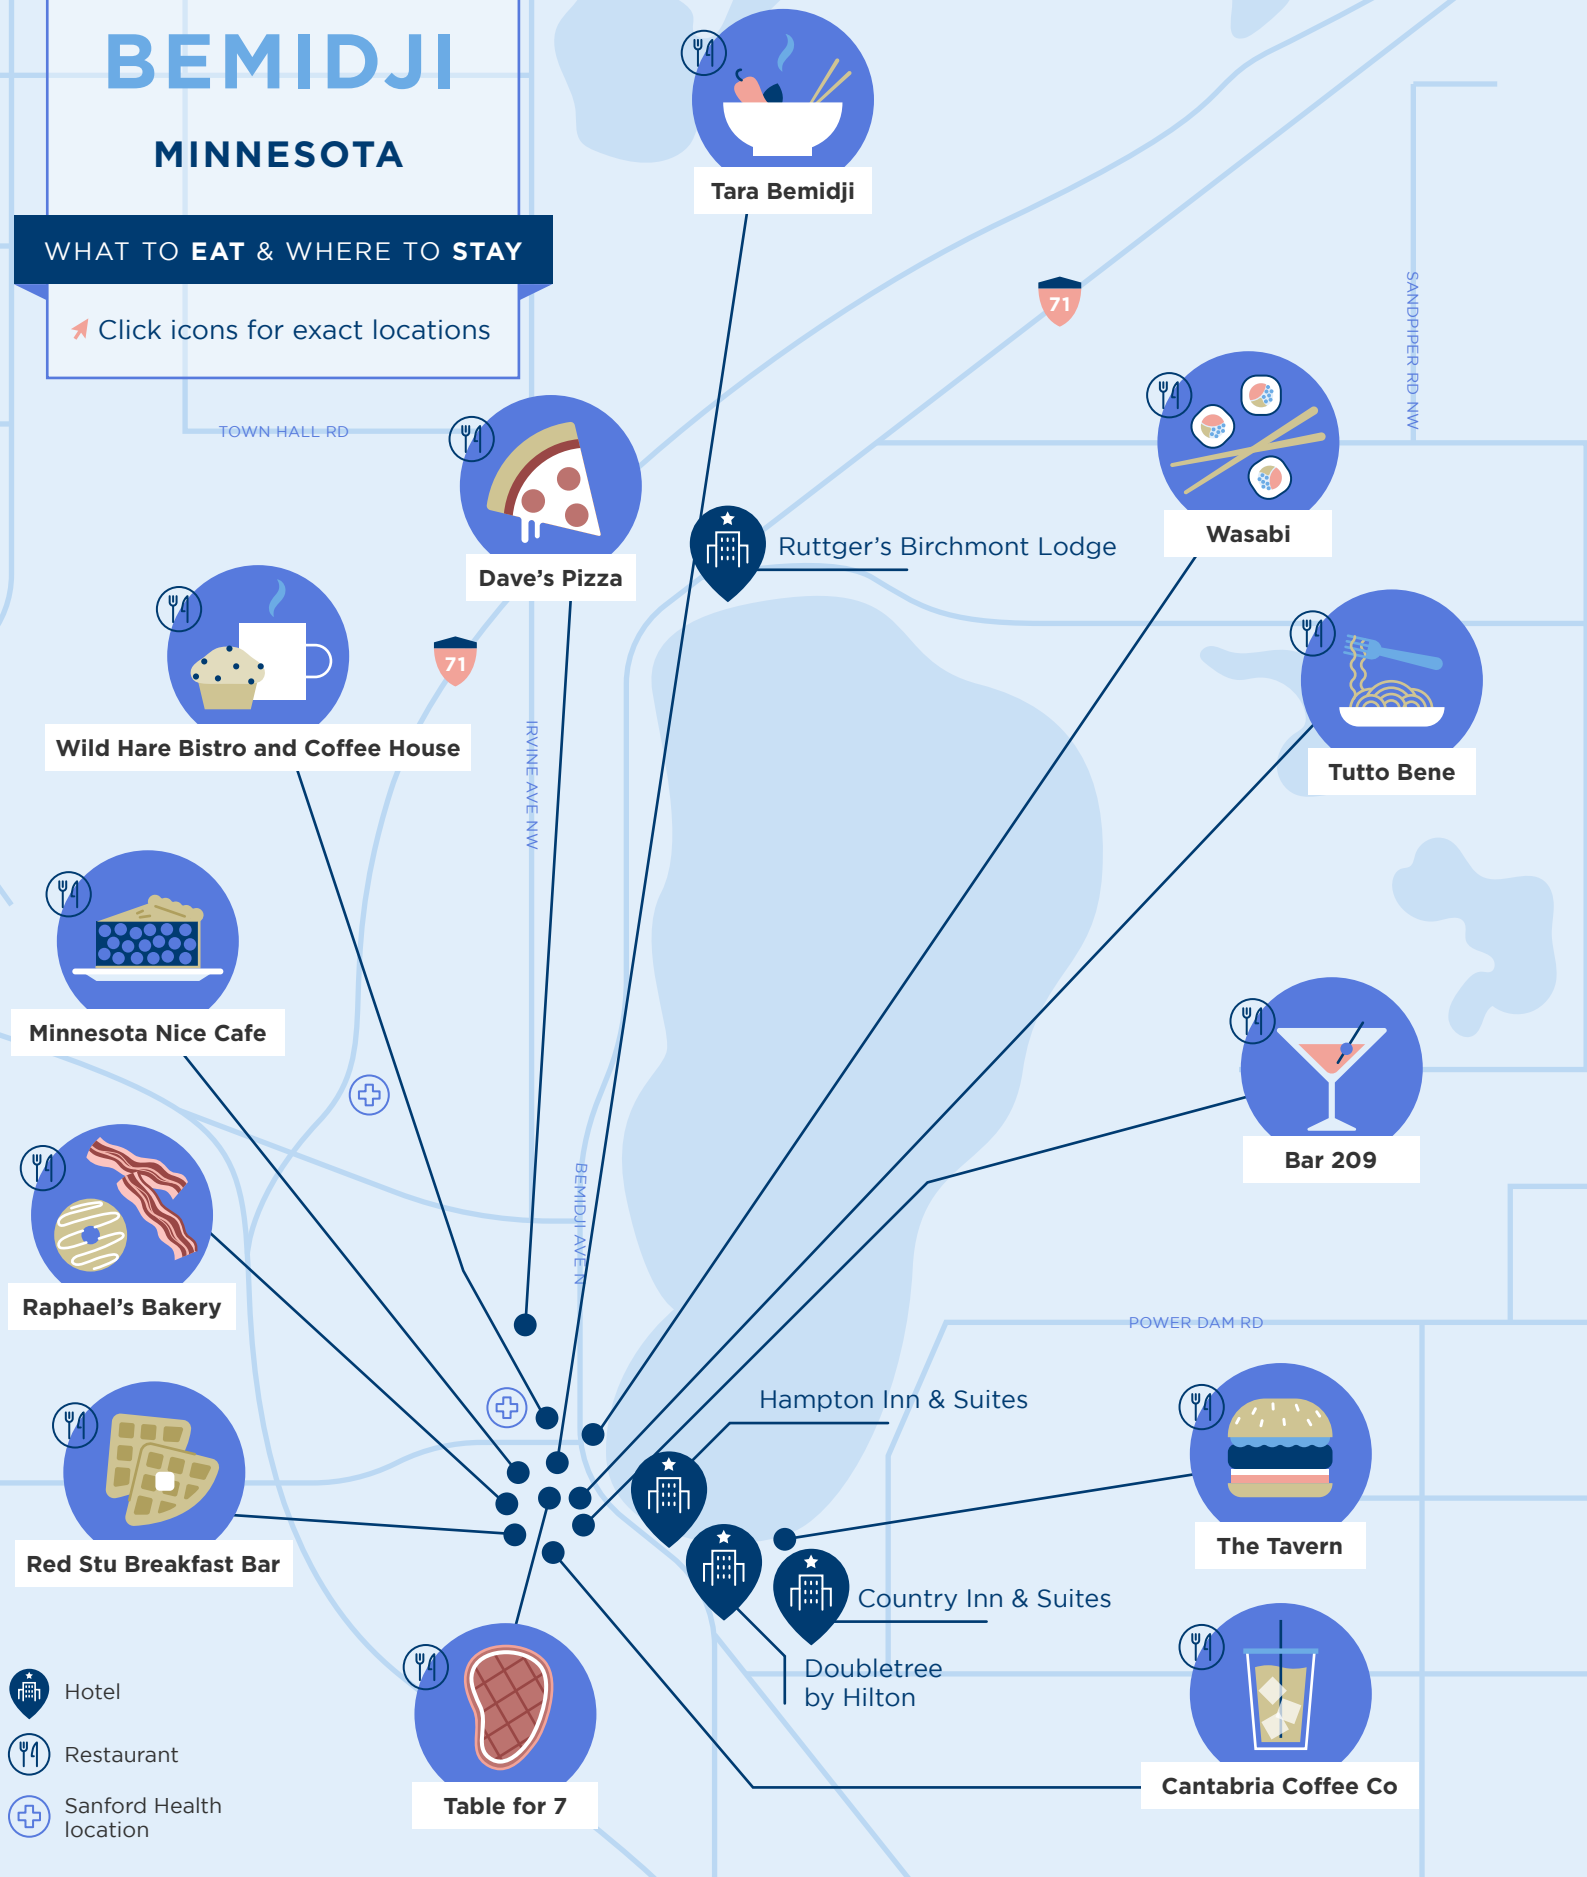 BEMIDJI
MINNESOTA
WHAT TO EAT & WHERE TO STAY
Click icons for exact locations
Tara Bemidji
71
SANDPIPER RD NW
TOWN HALL RD
Dave’s Pizza
Ruttger’s Birchmont Lodge
Wasabi
71
Wild Hare Bistro and Coffee House
IRVINE AVE NW
Tutto Bene
Minnesota Nice Cafe
Bar 209
BEMIDJI AVE N
Raphael’s Bakery
POWER DAM RD
Hampton Inn & Suites
Red Stu Breakfast Bar
The Tavern
Country Inn & Suites
Doubletree
by Hilton
Cantabria Coffee Co
Table for 7
Hotel
Restaurant
Sanford Health
location